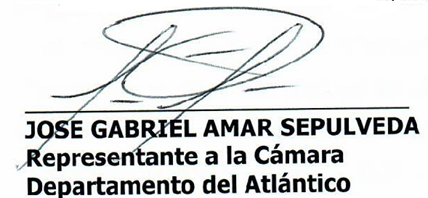 JOSE GABRIEL AMAR SEPULVEDA
Representante a la Cámara
Departamento del Atlántico